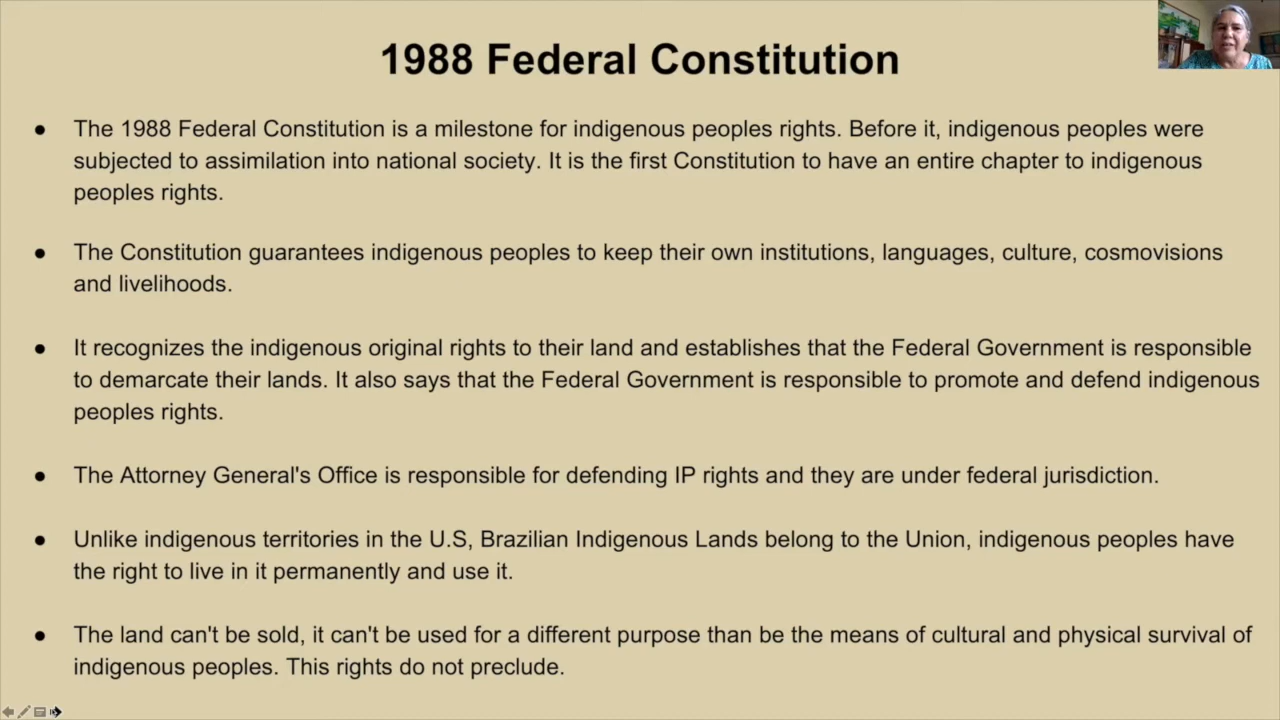 1988 Federal Constitution
● The 1988 Federal Constitution is a milestone for indigenous peoples rights. Before it, indigenous peoples were
subjected to assimilation into national society. It is the first Constitution to have an entire chapter to indigenous
peoples rights.
● The Constitution guarantees indigenous peoples to keep their own institutions, languages, culture, cosmovisions
and livelihoods.
● It recognizes the indigenous original rights to their land and establishes that the Federal Government is responsible
to demarcate their lands. It also says that the Federal Government is responsible to promote and defend indigenous
peoples rights.
● The Attorney General's Office is responsible for defending IP rights and they are under federal jurisdiction.
● Unlike indigenous territories in the U.S, Brazilian Indigenous Lands belong to the Union, indigenous peoples have
the right to live in it permanently and use it.
● The land can't be sold, it can't be used for a different purpose than be the means of cultural and physical survival of
indigenous peoples. This rights do not preclude.